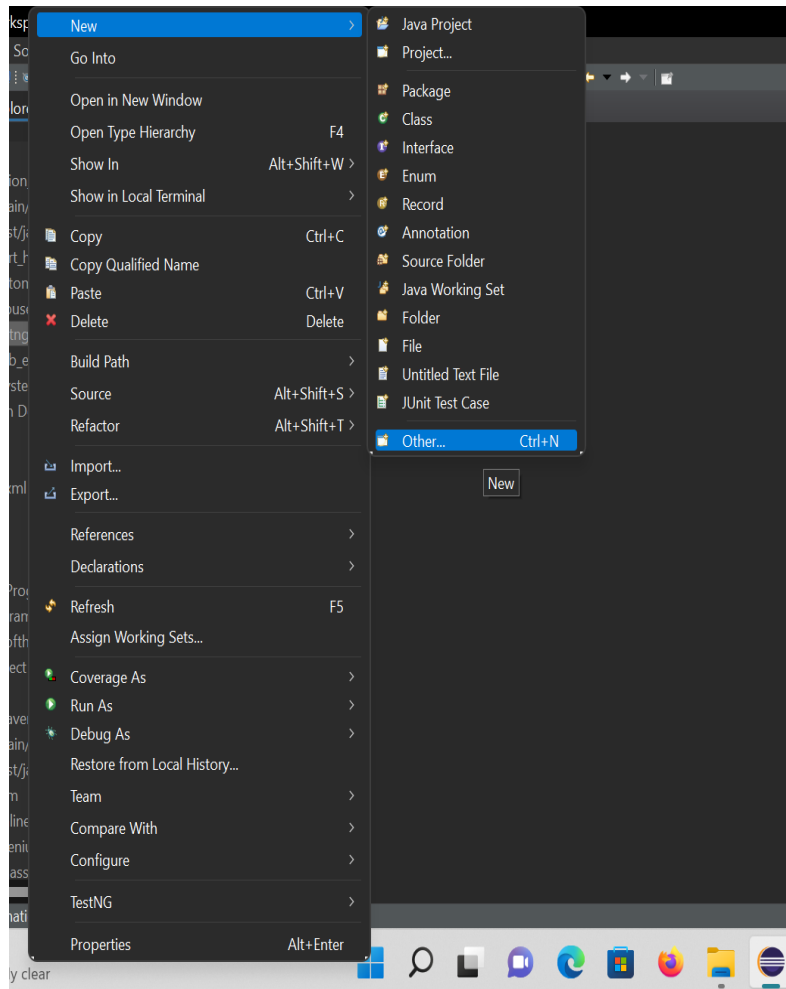 New
Go Into
Open in New Window
Open Type Hierarchy F4
Show In Alt+Shift+W >
Show in Local Terminal >
Copy Ctrl+C
Copy Qualified Name
Paste Ctrl+V
Delete Delete
Build Path >
Source Alt+Shift+S >
Refactor Alt+Shift+T >
Import...
Export...
References >
Declarations >
Refresh F5
Assign Working Sets...
Coverage As >
Run As >
Debug As >
Restore from Local History...
Team >
Compare With >
Configure >
TestNG >
Properties Alt+Enter
Java Project
Project...
Package
Class
Interface
Enum
Record
Annotation
Source Folder
Java Working Set
Folder
File
Untitled Text File
JUnit Test Case
Other... Ctrl+N
New
clear